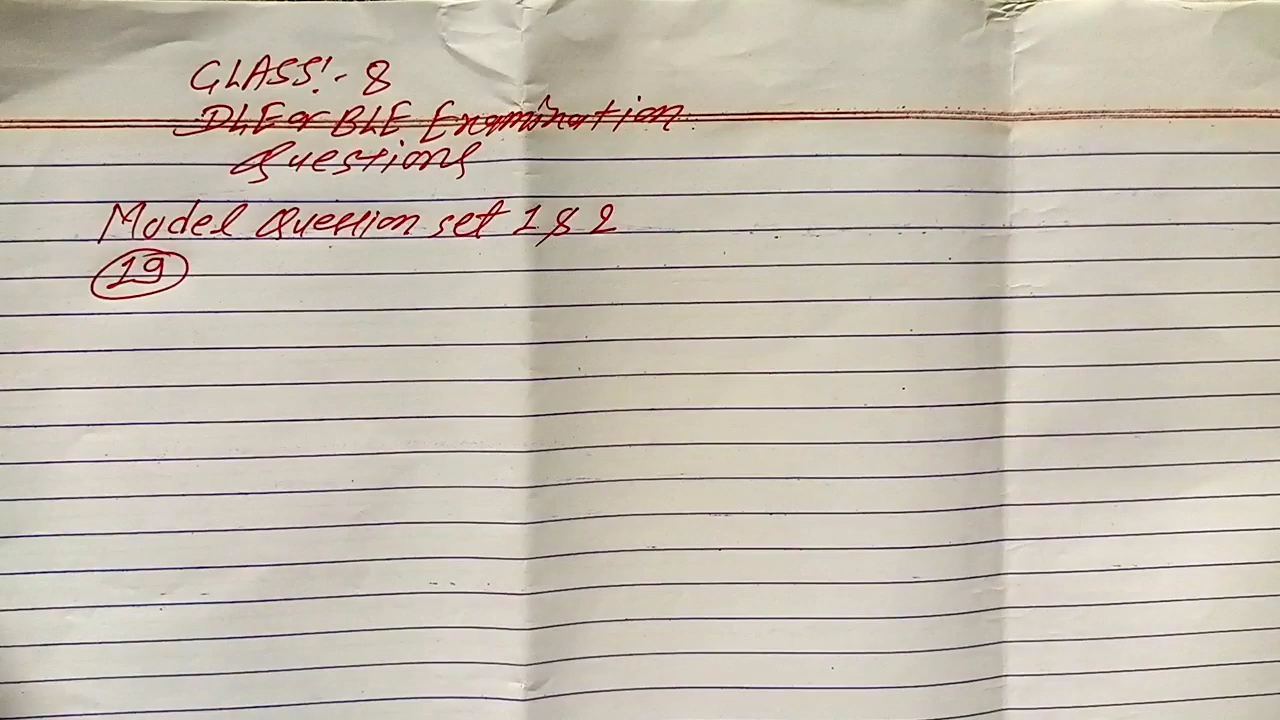 CLASS:- 8
DLE or BLE Examination
Questions
Model Question set 1 & 2
19